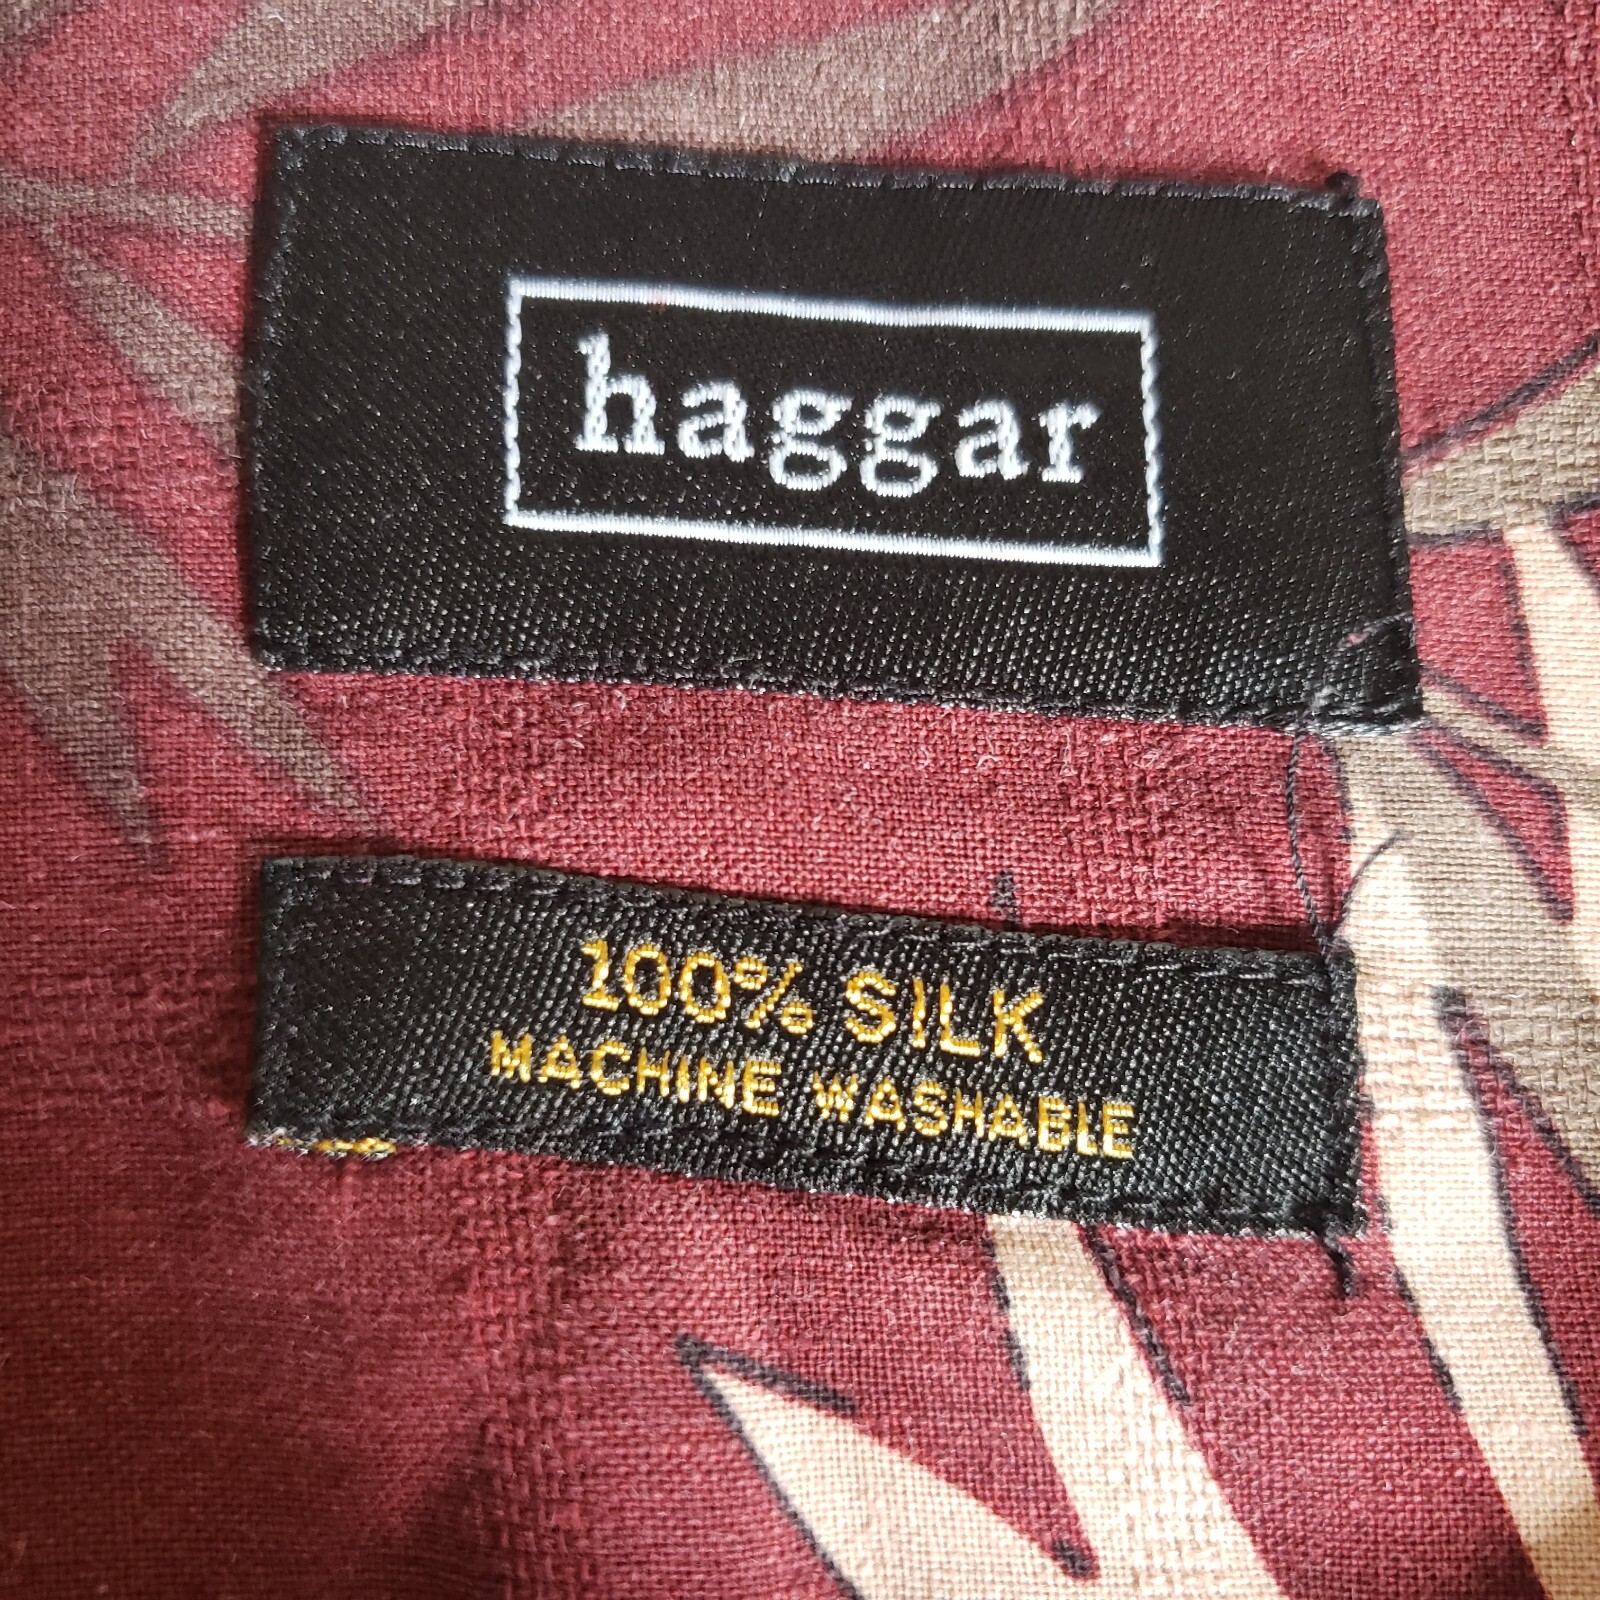 haggar
100% SILK
MACHINE WASHABLE